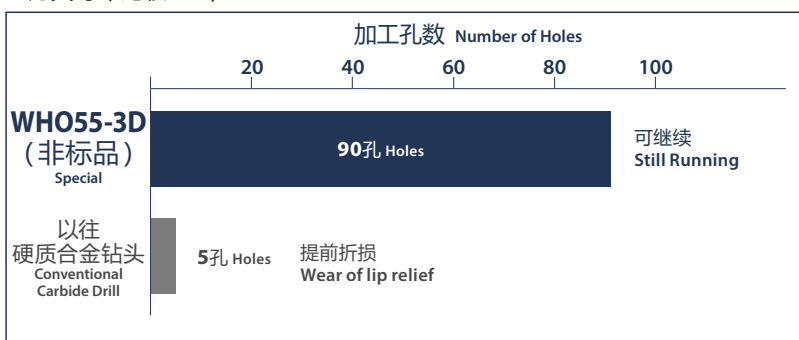 加工孔数 Number of Holes
20 40 60 80 100
WHO55-3D
(非标品)
Special
90孔 Holes
可继续
Still Running
以往
硬质合金钻头
Conventional
Carbide Drill
5孔 Holes
提前折损
Wear of lip relief